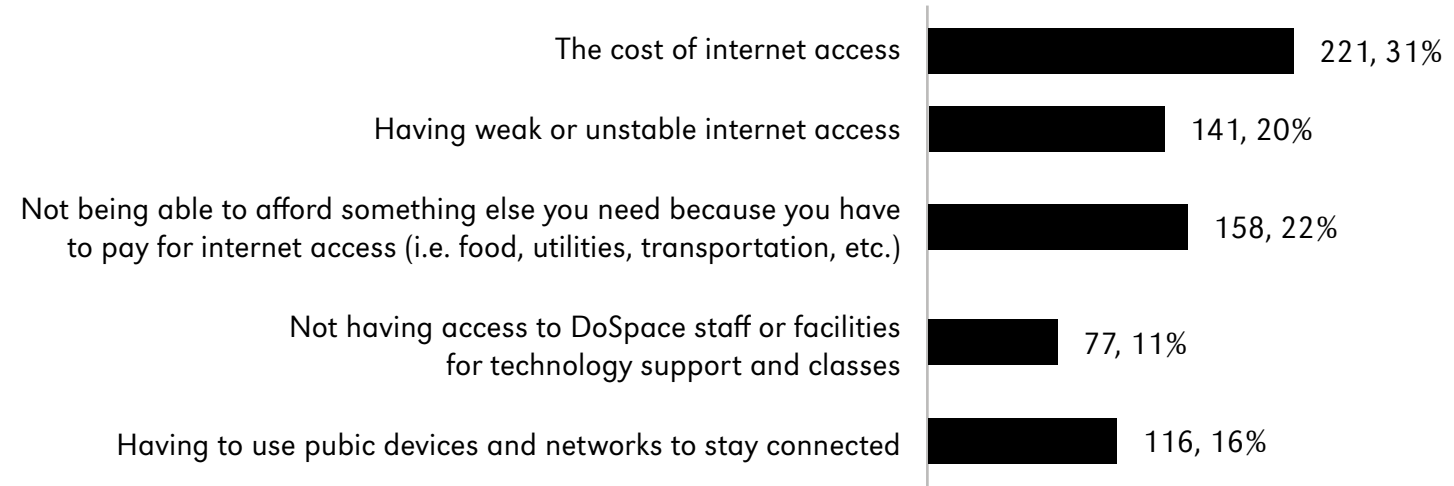 The cost of internet access
221, 31%
Having weak or unstable internet access
141, 20%
Not being able to afford something else you need because you have
to pay for internet access (i.e. food, utilities, transportation, etc.)
158, 22%
Not having access to DoSpace staff or facilities
for technology support and classes
77, 11%
Having to use pubic devices and networks to stay connected
116, 16%